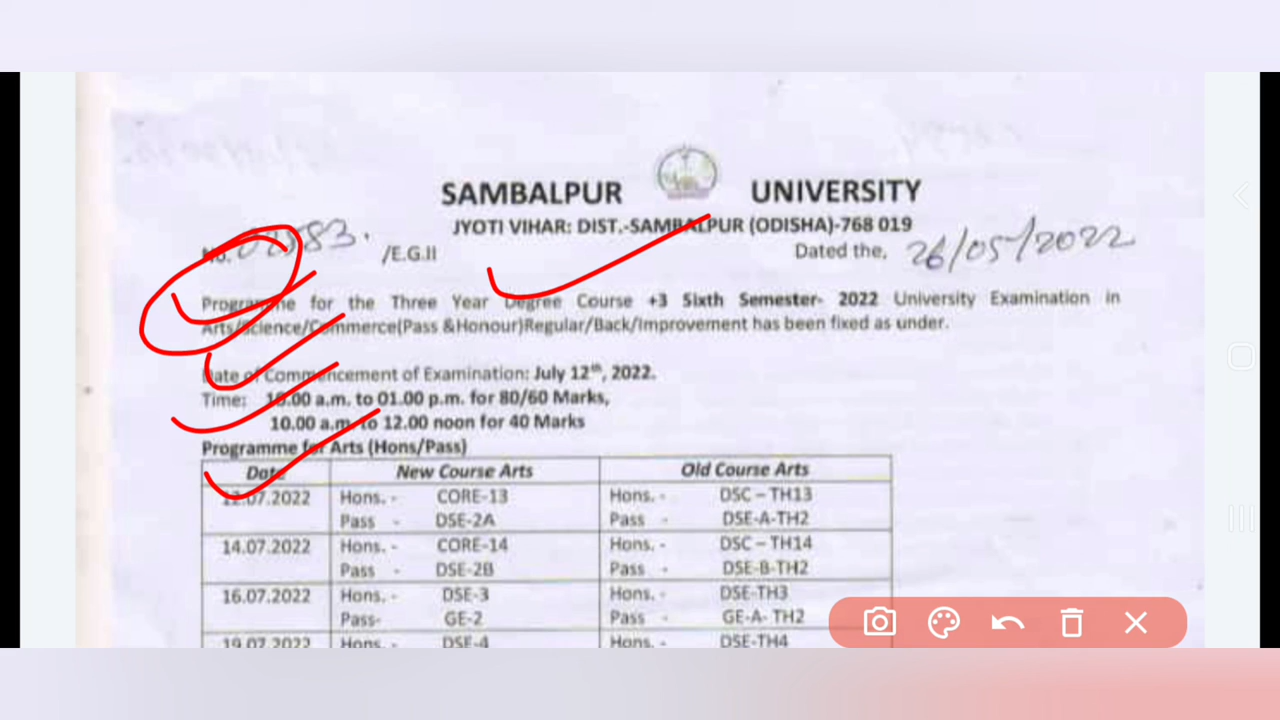 SAMBALPUR UNIVERSITY
JYOTI VIHAR: DIST.-SAMBALPUR (ODISHA)-768 019
No. /E.G.II Dated the, 26/05/2022
Programme for the Three Year Degree Course +3 Sixth Semester- 2022 University Examination in
Arts/Science/Commerce(Pass &Honour)Regular/Back/Improvement has been fixed as under.
Date of Commencement of Examination: July 12th, 2022.
Time: 10.00 a.m. to 01.00 p.m. for 80/60 Marks,
10.00 a.m. to 12.00 noon for 40 Marks
Programme for Arts (Hons/Pass)
Date New Course Arts Old Course Arts
12.07.2022 Hons. - CORE-13 Hons. - DSC – TH13
Pass - DSE-2A Pass - DSE-A-TH2
14.07.2022 Hons. - CORE-14 Hons. - DSC – TH14
Pass - DSE-2B Pass - DSE-B-TH2
16.07.2022 Hons. - DSE-3 Hons. - DSE-TH3
Pass- GE-2 Pass - GE-A- TH2
19.07.2022 Hons. - DSE-4 Hons. - DSE-TH4